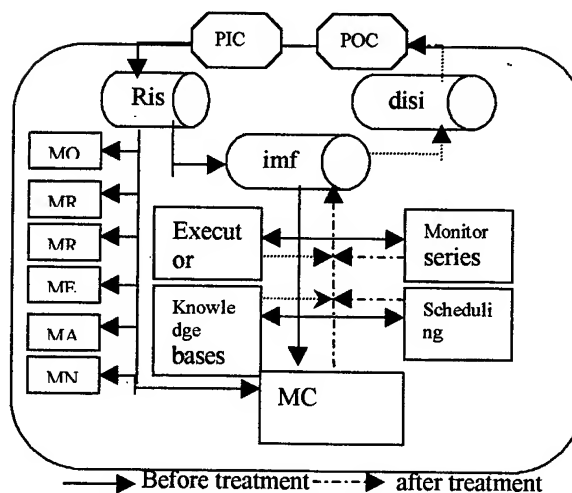 PIC
POC
Ris
disi
MO
imf
MR
MR
Execut
or
Monitor
series
ME
Knowle
dge
bases
Scheduli
ng
MA
MN
MC
Before treatment
after treatment